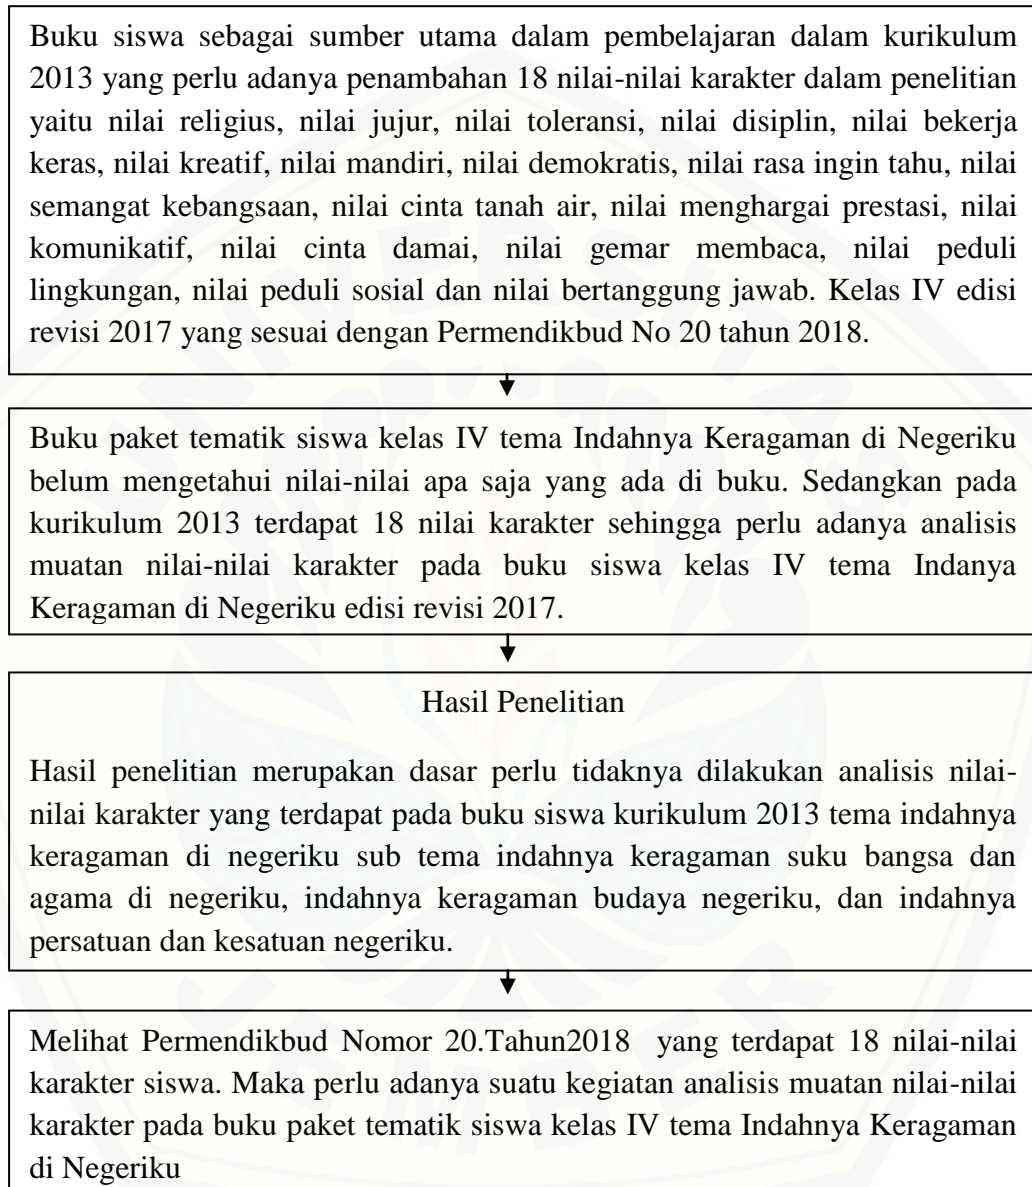 Buku siswa sebagai sumber utama dalam pembelajaran dalam kurikulum
2013 yang perlu adanya penambahan 18 nilai-nilai karakter dalam penelitian
yaitu nilai religius, nilai jujur, nilai toleransi, nilai disiplin, nilai bekerja
keras, nilai kreatif, nilai mandiri, nilai demokratis, nilai rasa ingin tahu, nilai
semangat kebangsaan, nilai cinta tanah air, nilai menghargai prestasi, nilai
komunikatif, nilai cinta damai, nilai gemar membaca, nilai peduli
lingkungan, nilai peduli sosial dan nilai bertanggung jawab. Kelas IV edisi
revisi 2017 yang sesuai dengan Permendikbud No 20 tahun 2018.
Buku paket tematik siswa kelas IV tema Indahnya Keragaman di Negeriku
belum mengetahui nilai-nilai apa saja yang ada di buku. Sedangkan pada
kurikulum 2013 terdapat 18 nilai karakter sehingga perlu adanya analisis
muatan nilai-nilai karakter pada buku siswa kelas IV tema Indanya
Keragaman di Negeriku edisi revisi 2017.
Hasil Penelitian
Hasil penelitian merupakan dasar perlu tidaknya dilakukan analisis nilai-
nilai karakter yang terdapat pada buku siswa kurikulum 2013 tema indahnya
keragaman di negeriku sub tema indahnya keragaman suku bangsa dan
agama di negeriku, indahnya keragaman budaya negeriku, dan indahnya
persatuan dan kesatuan negeriku.
Melihat Permendikbud Nomor 20.Tahun2018 yang terdapat 18 nilai-nilai
karakter siswa. Maka perlu adanya suatu kegiatan analisis muatan nilai-nilai
karakter pada buku paket tematik siswa kelas IV tema Indahnya Keragaman
di Negeriku
UNIVERSITAS
JEMBER